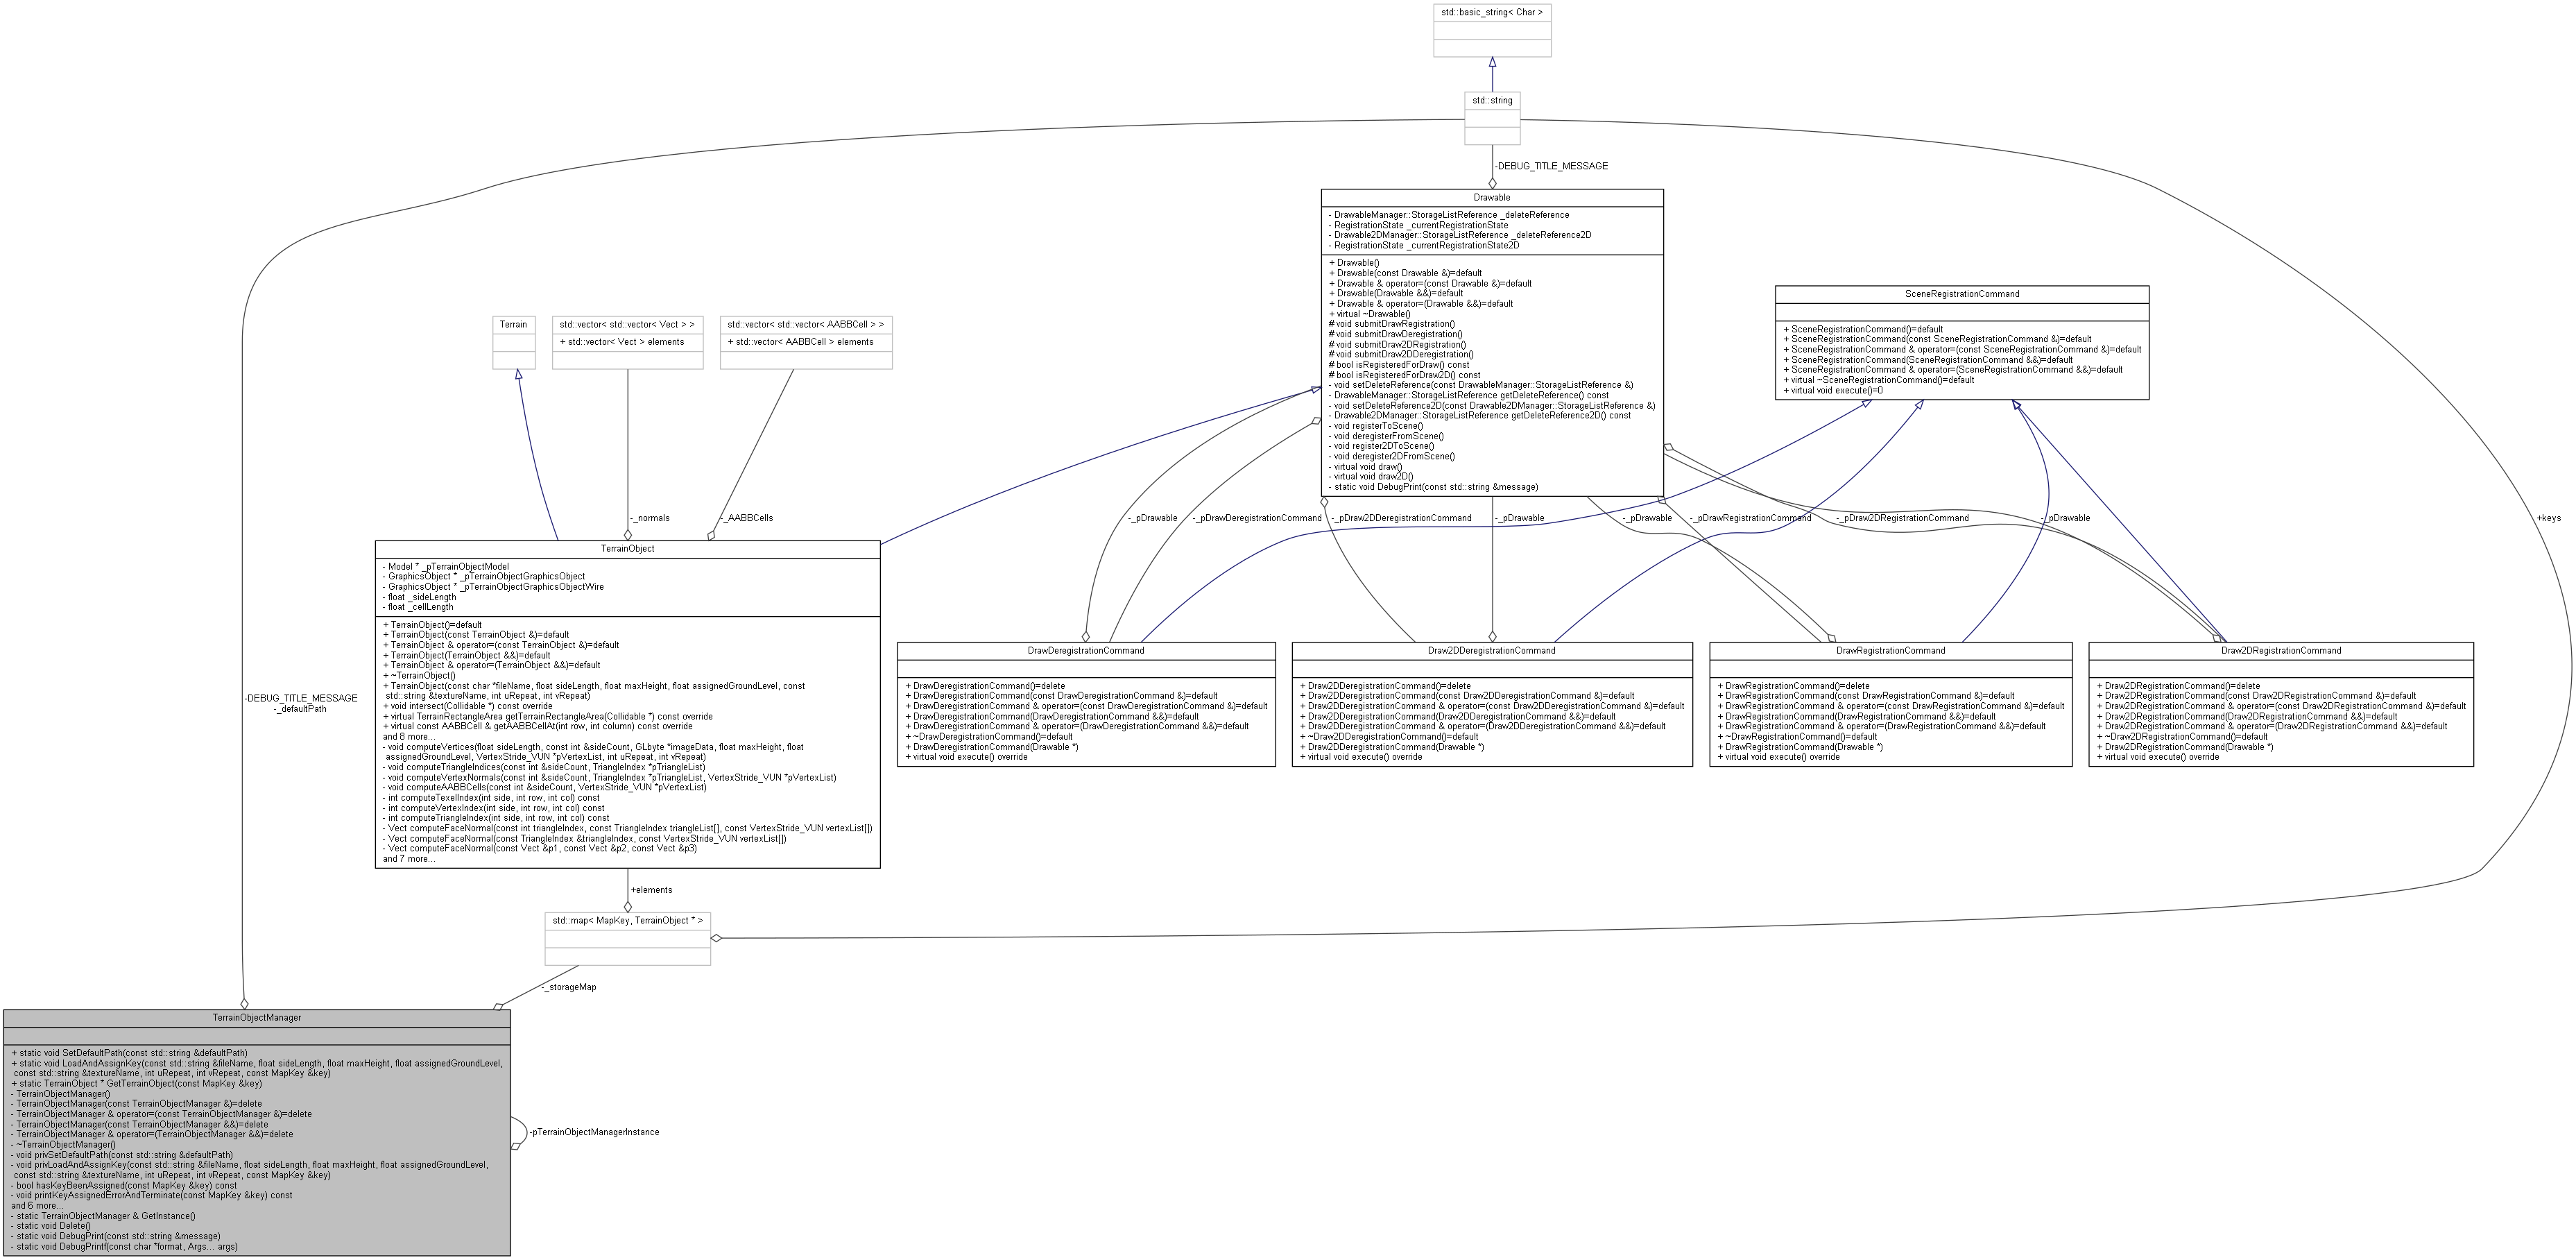 std::basic_string< Char >
std::string
-DEBUG_TITLE_MESSAGE
Drawable
- DrawableManager::StorageListReference _deleteReference
- RegistrationState _currentRegistrationState
- Drawable2DManager::StorageListReference _deleteReference2D
- RegistrationState _currentRegistrationState2D
+ Drawable()
+ Drawable(const Drawable &)=default
+ Drawable & operator=(const Drawable &)=default
+ Drawable(Drawable &&)=default
+ Drawable & operator=(Drawable &&)=default
+ virtual ~Drawable()
# void submitDrawRegistration()
# void submitDrawDeregistration()
# void submitDraw2DRegistration()
# void submitDraw2DDeregistration()
# bool isRegisteredForDraw() const
# bool isRegisteredForDraw2D() const
- void setDeleteReference(const DrawableManager::StorageListReference &)
- DrawableManager::StorageListReference getDeleteReference() const
- void setDeleteReference2D(const Drawable2DManager::StorageListReference &)
- Drawable2DManager::StorageListReference getDeleteReference2D() const
- void registerToScene()
- void deregisterFromScene()
- void register2DToScene()
- void deregister2DFromScene()
- virtual void draw()
- virtual void draw2D()
- static void DebugPrint(const std::string &message)
SceneRegistrationCommand
+ SceneRegistrationCommand()=default
+ SceneRegistrationCommand(const SceneRegistrationCommand &)=default
+ SceneRegistrationCommand & operator=(const SceneRegistrationCommand &)=default
+ SceneRegistrationCommand(SceneRegistrationCommand &&)=default
+ SceneRegistrationCommand & operator=(SceneRegistrationCommand &&)=default
+ virtual ~SceneRegistrationCommand()=default
+ virtual void execute()=0
Terrain
std::vector< std::vector< Vect > >
+ std::vector< Vect > elements
std::vector< std::vector< AABBCell > >
+ std::vector< AABBCell > elements
-_normals
-_AABBCells
-_pDrawable
-_pDrawDeregistrationCommand
-_pDraw2DDeregistrationCommand
-_pDrawable
-_pDrawable
-_pDrawRegistrationCommand
-_pDraw2DRegistrationCommand
-_pDrawable
+keys
TerrainObject
- Model * _pTerrainObjectModel
- GraphicsObject * _pTerrainObjectGraphicsObject
- GraphicsObject * _pTerrainObjectGraphicsObjectWire
- float _sideLength
- float _cellLength
+ TerrainObject()=default
+ TerrainObject(const TerrainObject &)=default
+ TerrainObject & operator=(const TerrainObject &)=default
+ TerrainObject(TerrainObject &&)=default
+ TerrainObject & operator=(TerrainObject &&)=default
+ ~TerrainObject()
+ TerrainObject(const char *fileName, float sideLength, float maxHeight, float assignedGroundLevel, const
std::string &textureName, int uRepeat, int vRepeat)
+ void intersect(Collidable *) const override
+ virtual TerrainRectangleArea getTerrainRectangleArea(Collidable *) const override
+ virtual const AABBCell & getAABBCellAt(int row, int column) const override
and 8 more...
- void computeVertices(float sideLength, const int &sideCount, GLbyte *imageData, float maxHeight, float
assignedGroundLevel, VertexStride_VUN *pVertexList, int uRepeat, int vRepeat)
- void computeTriangleIndices(const int &sideCount, TriangleIndex *pTriangleList)
- void computeVertexNormals(const int &sideCount, TriangleIndex *pTriangleList, VertexStride_VUN *pVertexList)
- void computeAABBCells(const int &sideCount, VertexStride_VUN *pVertexList)
- int computeTexelIndex(int side, int row, int col) const
- int computeVertexIndex(int side, int row, int col) const
- int computeTriangleIndex(int side, int row, int col) const
- Vect computeFaceNormal(const int triangleIndex, const TriangleIndex triangleList[], const VertexStride_VUN vertexList[])
- Vect computeFaceNormal(const TriangleIndex &triangleIndex, const VertexStride_VUN vertexList[])
- Vect computeFaceNormal(const Vect &p1, const Vect &p2, const Vect &p3)
and 7 more...
DrawDeregistrationCommand
+ DrawDeregistrationCommand()=delete
+ DrawDeregistrationCommand(const DrawDeregistrationCommand &)=default
+ DrawDeregistrationCommand & operator=(const DrawDeregistrationCommand &)=default
+ DrawDeregistrationCommand(DrawDeregistrationCommand &&)=default
+ DrawDeregistrationCommand & operator=(DrawDeregistrationCommand &&)=default
+ ~DrawDeregistrationCommand()=default
+ DrawDeregistrationCommand(Drawable *)
+ virtual void execute() override
Draw2DDeregistrationCommand
+ Draw2DDeregistrationCommand()=delete
+ Draw2DDeregistrationCommand(const Draw2DDeregistrationCommand &)=default
+ Draw2DDeregistrationCommand & operator=(const Draw2DDeregistrationCommand &)=default
+ Draw2DDeregistrationCommand(Draw2DDeregistrationCommand &&)=default
+ Draw2DDeregistrationCommand & operator=(Draw2DDeregistrationCommand &&)=default
+ ~Draw2DDeregistrationCommand()=default
+ Draw2DDeregistrationCommand(Drawable *)
+ virtual void execute() override
DrawRegistrationCommand
+ DrawRegistrationCommand()=delete
+ DrawRegistrationCommand(const DrawRegistrationCommand &)=default
+ DrawRegistrationCommand & operator=(const DrawRegistrationCommand &)=default
+ DrawRegistrationCommand(DrawRegistrationCommand &&)=default
+ DrawRegistrationCommand & operator=(DrawRegistrationCommand &&)=default
+ ~DrawRegistrationCommand()=default
+ DrawRegistrationCommand(Drawable *)
+ virtual void execute() override
Draw2DRegistrationCommand
+ Draw2DRegistrationCommand()=delete
+ Draw2DRegistrationCommand(const Draw2DRegistrationCommand &)=default
+ Draw2DRegistrationCommand & operator=(const Draw2DRegistrationCommand &)=default
+ Draw2DRegistrationCommand(Draw2DRegistrationCommand &&)=default
+ Draw2DRegistrationCommand & operator=(Draw2DRegistrationCommand &&)=default
+ ~Draw2DRegistrationCommand()=default
+ Draw2DRegistrationCommand(Drawable *)
+ virtual void execute() override
-DEBUG_TITLE_MESSAGE
-_defaultPath
+elements
std::map< MapKey, TerrainObject * >
-_storageMap
TerrainObjectManager
+ static void SetDefaultPath(const std::string &defaultPath)
+ static void LoadAndAssignKey(const std::string &fileName, float sideLength, float maxHeight, float assignedGroundLevel,
const std::string &textureName, int uRepeat, int vRepeat, const MapKey &key)
+ static TerrainObject * GetTerrainObject(const MapKey &key)
- TerrainObjectManager()
- TerrainObjectManager(const TerrainObjectManager &)=delete
- TerrainObjectManager & operator=(const TerrainObjectManager &)=delete
- TerrainObjectManager(const TerrainObjectManager &&)=delete
- TerrainObjectManager & operator=(TerrainObjectManager &&)=delete
- ~TerrainObjectManager()
- void privSetDefaultPath(const std::string &defaultPath)
- void privLoadAndAssignKey(const std::string &fileName, float sideLength, float maxHeight, float assignedGroundLevel,
const std::string &textureName, int uRepeat, int vRepeat, const MapKey &key)
- bool hasKeyBeenAssigned(const MapKey &key) const
- void printKeyAssignedErrorAndTerminate(const MapKey &key) const
and 6 more...
- static TerrainObjectManager & GetInstance()
- static void Delete()
- static void DebugPrint(const std::string &message)
- static void DebugPrintf(const char *format, Args... args)
-pTerrainObjectManagerInstance